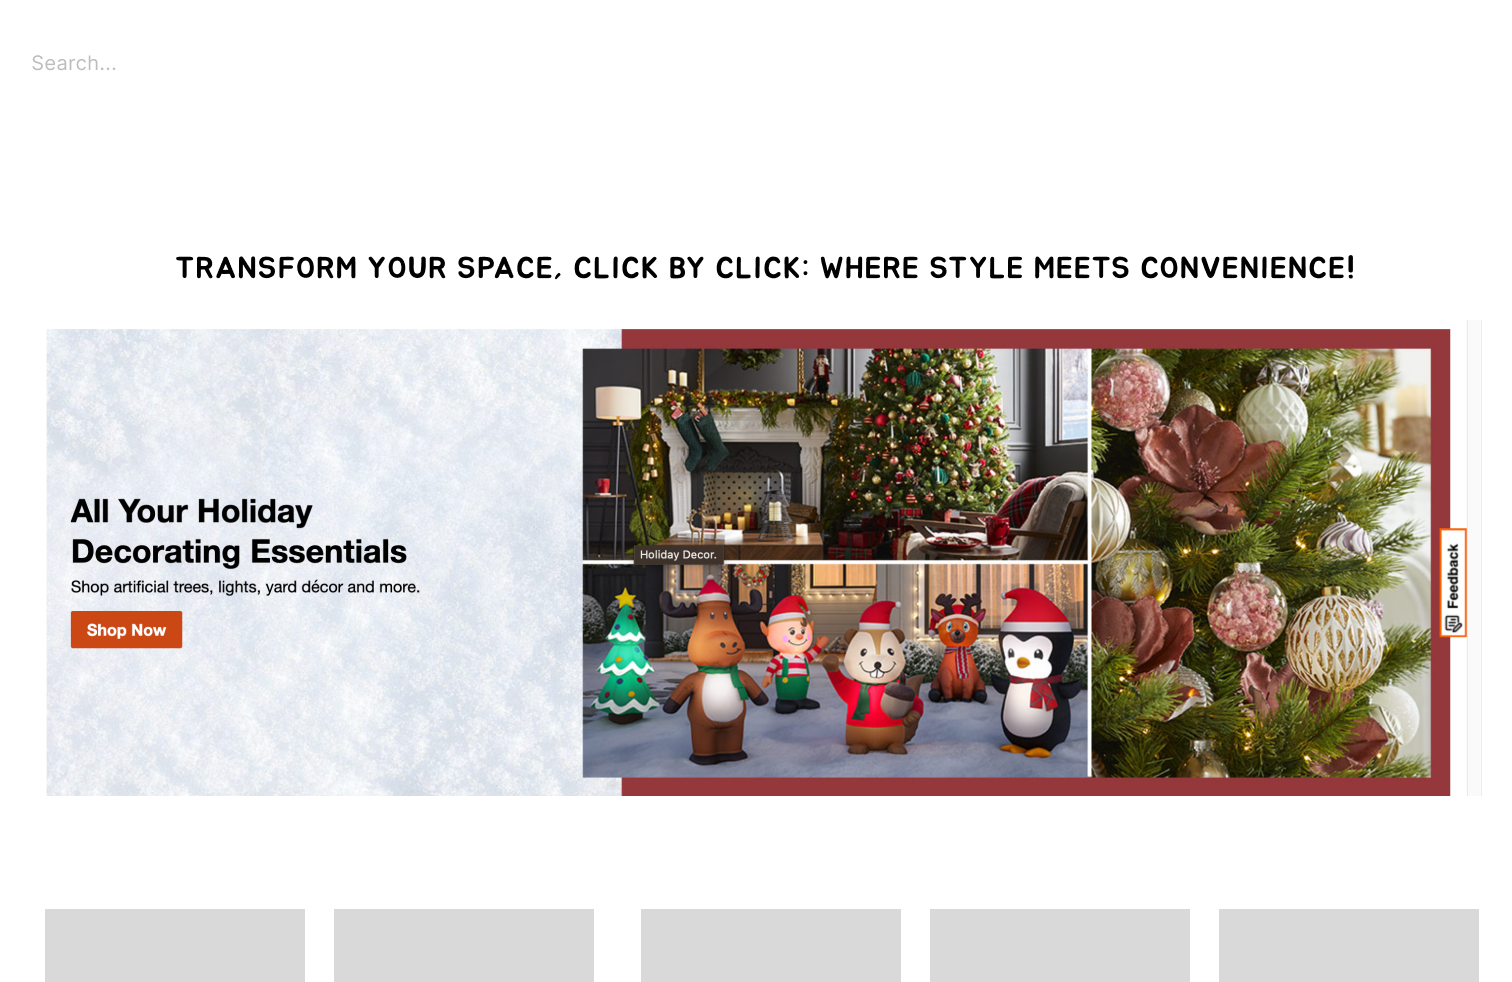 Search...
TRANSFORM YOUR SPACE, CLICK BY CLICK: WHERE STYLE MEETS CONVENIENCE!
All Your Holiday
Decorating Essentials
Shop artificial trees, lights, yard décor and more.
Shop Now
Holiday Decor.
Feedback